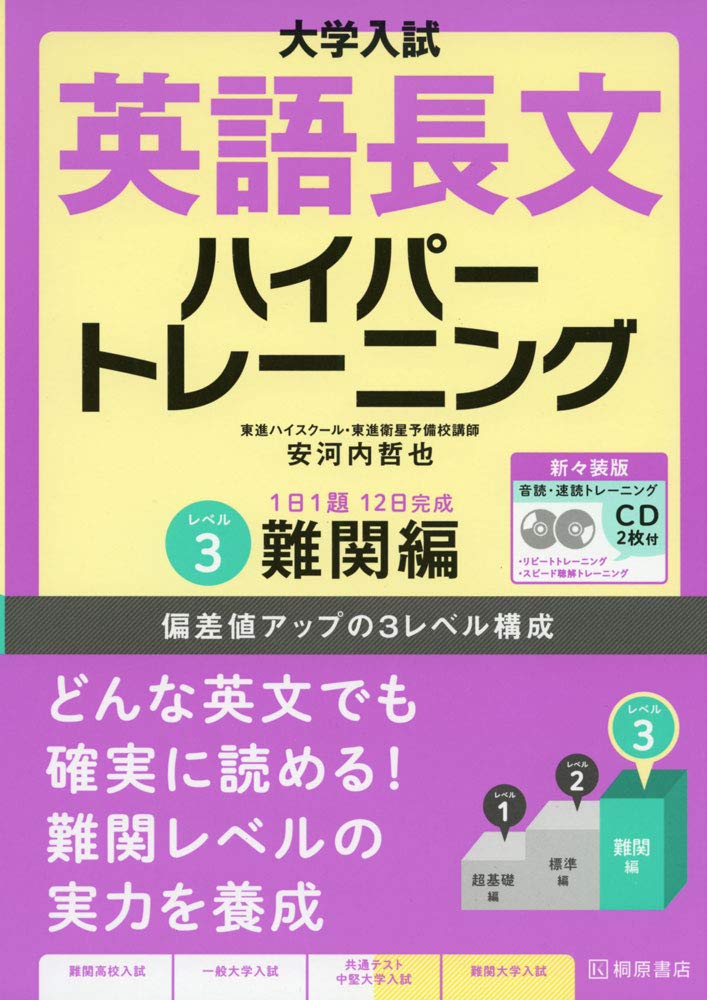 大学入試
英語長文
ハイパー
トレーニング
東進ハイスクール・東進衛星予備校講師
安河内哲也
1日1題 12日完成
レベル
3
難関編
新々装版
音読・速読トレーニング
CD
2枚付
・リピートトレーニング
・スピード聴解トレーニング
偏差値アップの3レベル構成
どんな英文でも
確実に読める!
難関レベルの
実力を養成
レベル
1
超基礎
編
レベル
2
標準
編
レベル
3
難関
編
難関高校入試
一般大学入試
共通テスト
中堅大学入試
難関大学入試
K 桐原書店